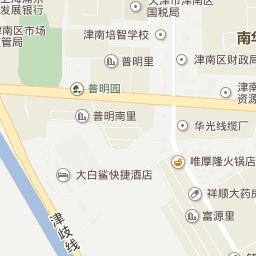 天津市津南区
国税局
发展银行
南华
津南区市场
监管局
津南培智学校
普明里
津南区财政局
普明园
津南
资源
普明南里
华光线缆厂
唯厚隆火锅店
大白鲨快捷酒店
祥顺大药房
富源里
津歧线